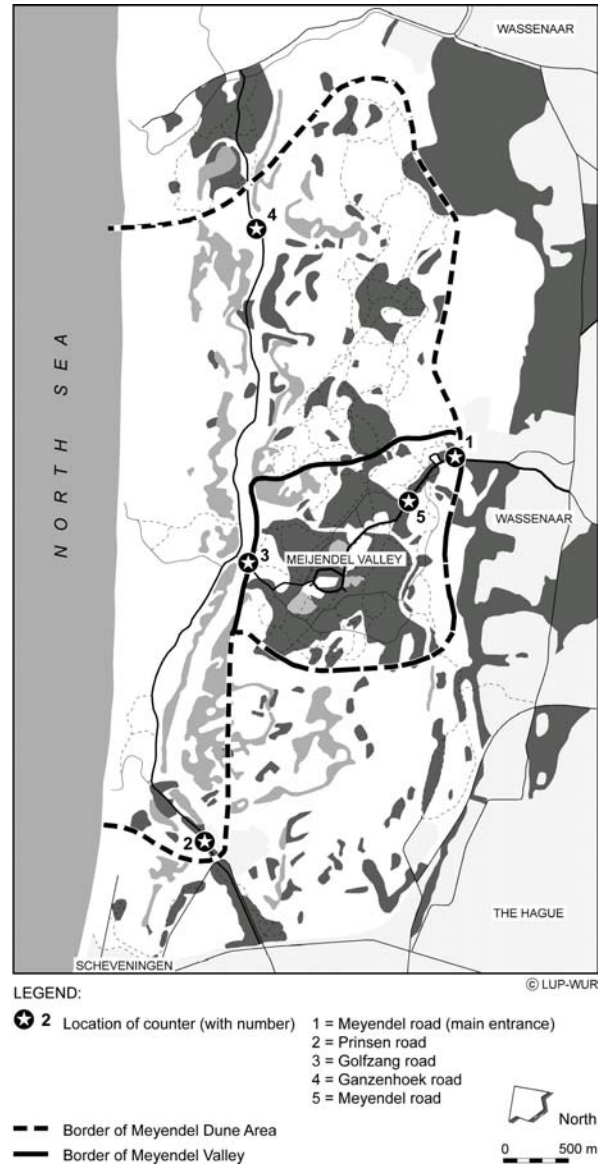 WASSENAAR
4
NORTH SEA
1
5
WASSENAAR
3
MEIJENDEL VALLEY
2
THE HAGUE
SCHEVENINGEN
© LUP-WUR
LEGEND:
2 Location of counter (with number)
1 = Meyendel road (main entrance)
2 = Prinsen road
3 = Golfzang road
4 = Ganzenhoek road
5 = Meyendel road
Border of Meyendel Dune Area
Border of Meyendel Valley
North
0 500 m